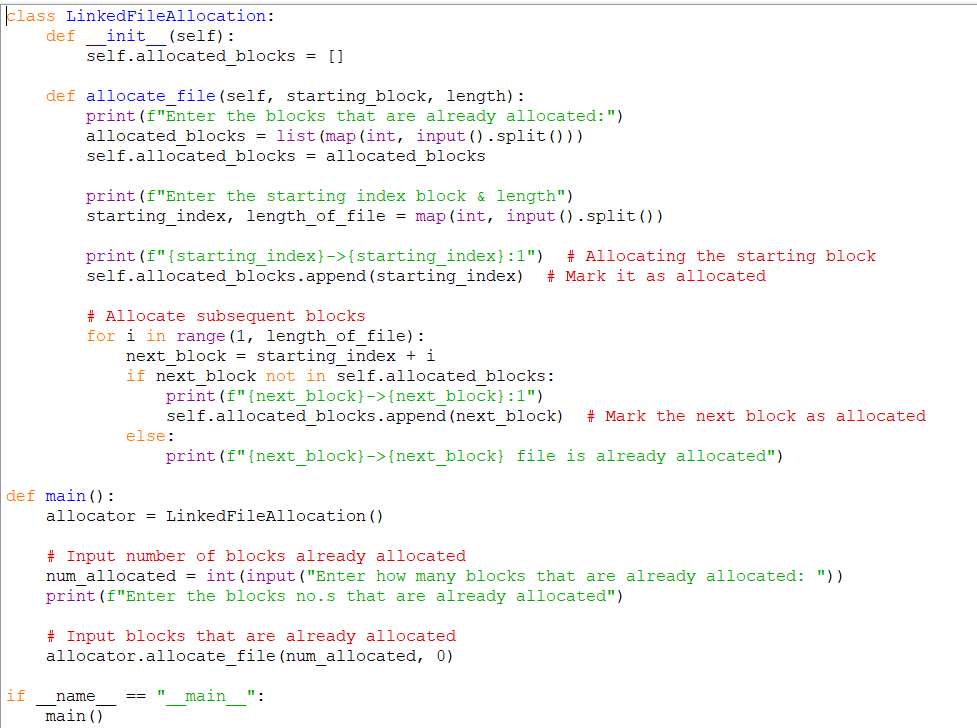 class LinkedFileAllocation:
    def __init__(self):
        self.allocated_blocks = []

    def allocate_file(self, starting_block, length):
        print(f"Enter the blocks that are already allocated:")
        allocated_blocks = list(map(int, input().split()))
        self.allocated_blocks = allocated_blocks

        print(f"Enter the starting index block & length")
        starting_index, length_of_file = map(int, input().split())

        print(f"{starting_index}->{starting_index}:1")  # Allocating the starting block
        self.allocated_blocks.append(starting_index)  # Mark it as allocated

        # Allocate subsequent blocks
        for i in range(1, length_of_file):
            next_block = starting_index + i
            if next_block not in self.allocated_blocks:
                print(f"{next_block}->{next_block}:1")
                self.allocated_blocks.append(next_block)  # Mark the next block as allocated
            else:
                print(f"{next_block}->{next_block} file is already allocated")

def main():
    allocator = LinkedFileAllocation()

    # Input number of blocks already allocated
    num_allocated = int(input("Enter how many blocks that are already allocated: "))
    print(f"Enter the blocks no.s that are already allocated")

    # Input blocks that are already allocated
    allocator.allocate_file(num_allocated, 0)

if __name__ == "__main__":
    main()